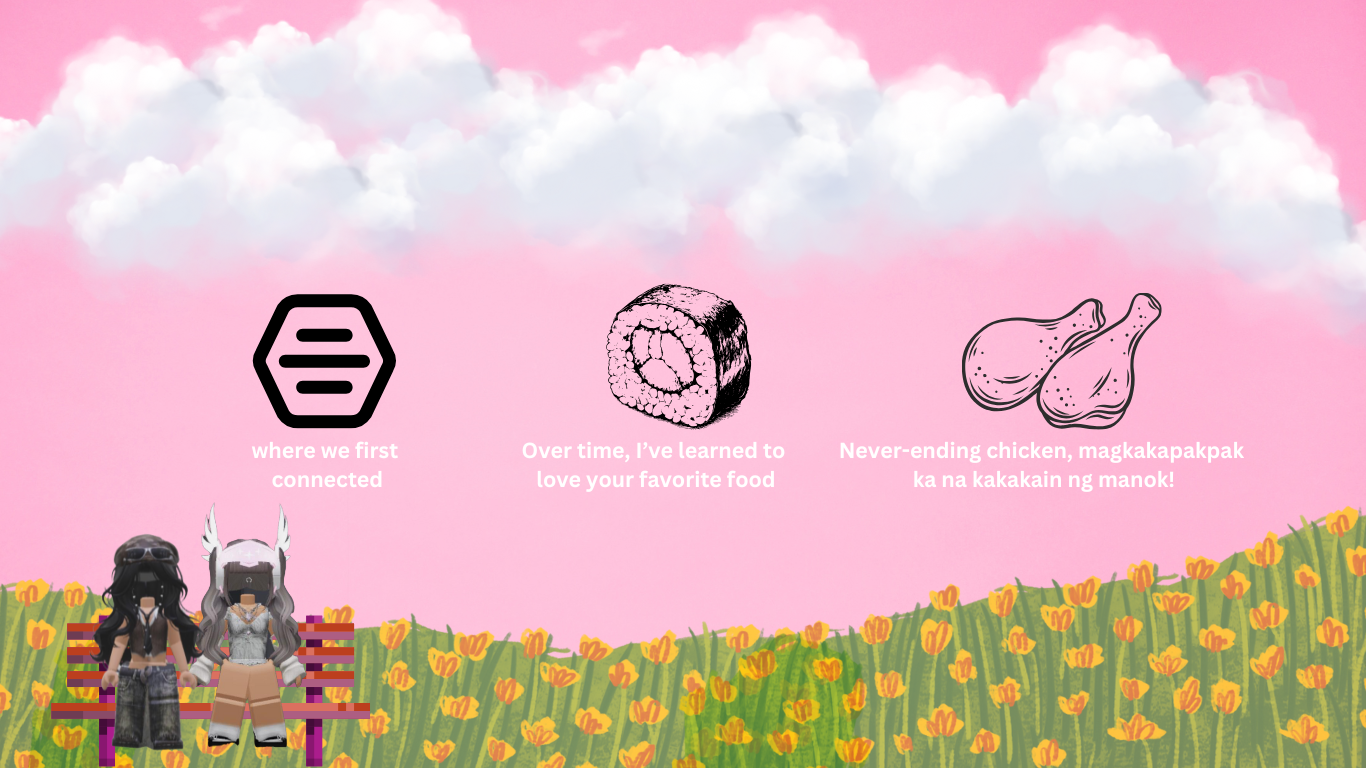 where we first
connected
Over time, I've learned to
love your favorite food
Never-ending chicken, magkakapakpak
ka na kakakain ng manok!